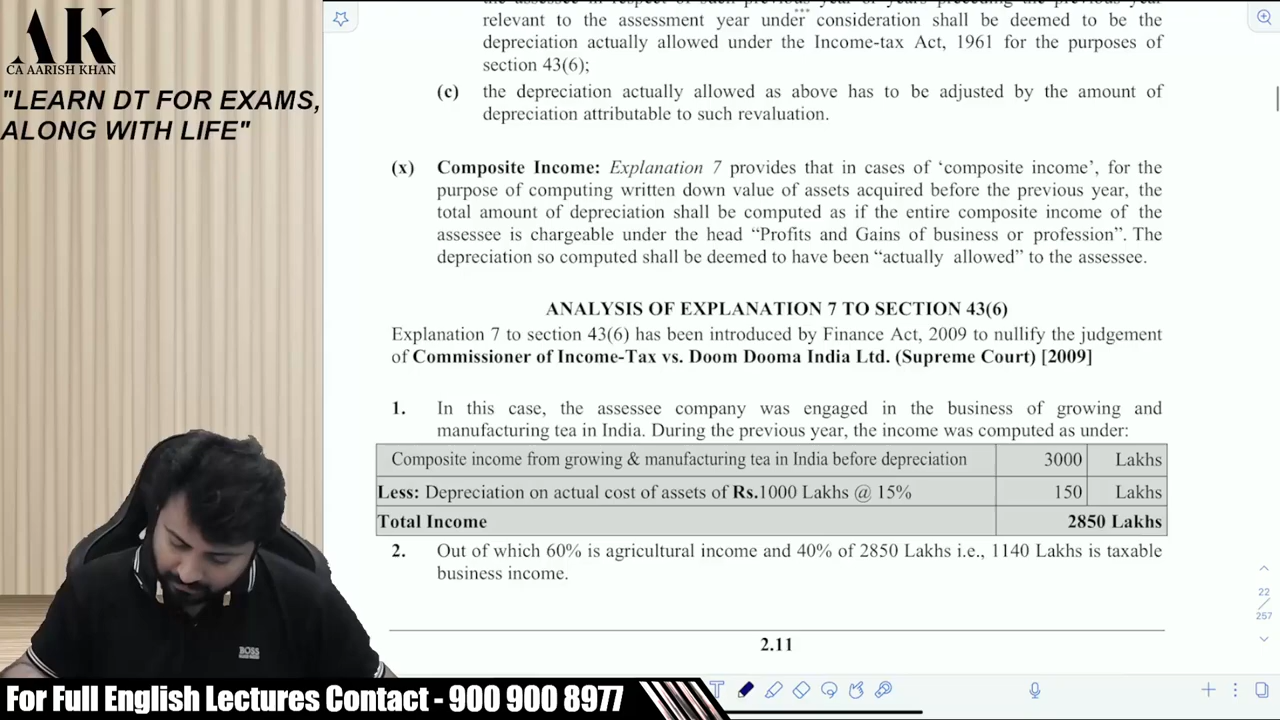 AK
CA AARISH KHAN
"LEARN DT FOR EXAMS,
ALONG WITH LIFE"
relevant to the assessment year under consideration shall be deemed to be the
depreciation actually allowed under the Income-tax Act, 1961 for the purposes of
section 43(6);
(c) the depreciation actually allowed as above has to be adjusted by the amount of
depreciation attributable to such revaluation.
(x) Composite Income: Explanation 7 provides that in cases of ‘composite income’, for the
purpose of computing written down value of assets acquired before the previous year, the
total amount of depreciation shall be computed as if the entire composite income of the
assessee is chargeable under the head “Profits and Gains of business or profession”. The
depreciation so computed shall be deemed to have been “actually allowed” to the assessee.
ANALYSIS OF EXPLANATION 7 TO SECTION 43(6)
Explanation 7 to section 43(6) has been introduced by Finance Act, 2009 to nullify the judgement
of Commissioner of Income-Tax vs. Doom Dooma India Ltd. (Supreme Court) [2009]
1. In this case, the assessee company was engaged in the business of growing and
manufacturing tea in India. During the previous year, the income was computed as under:
Composite income from growing & manufacturing tea in India before depreciation 3000 Lakhs
Less: Depreciation on actual cost of assets of Rs.1000 Lakhs @ 15% 150 Lakhs
Total Income 2850 Lakhs
2. Out of which 60% is agricultural income and 40% of 2850 Lakhs i.e., 1140 Lakhs is taxable
business income.
22
257
2.11
BOSS
For Full English Lectures Contact - 900 900 8977